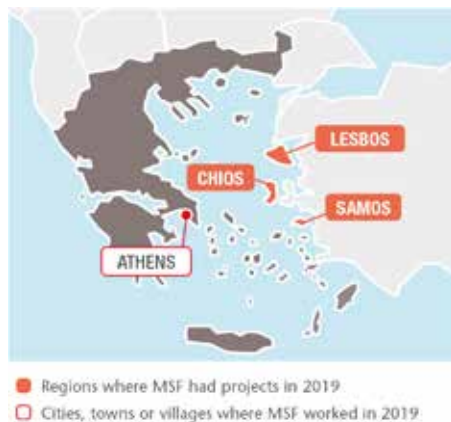 LESBOS
CHIOS
SAMOS
ATHENS
Regions where MSF had projects in 2019
Cities, towns or villages where MSF worked in 2019